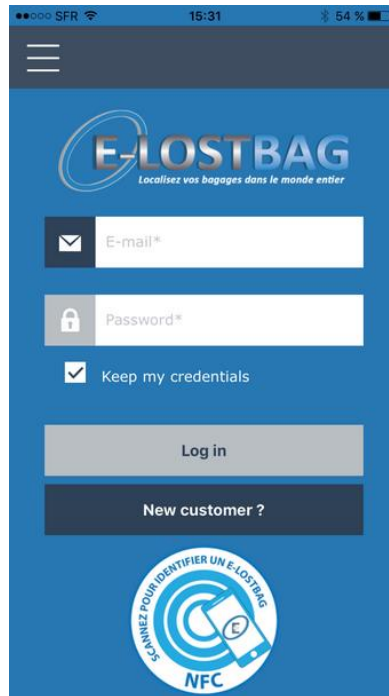 SFR 15:31 54 %
E-LOSTBAG
Localisez vos bagages dans le monde entier
E-mail*
Password*
Keep my credentials
Log in
New customer ?
SCANNEZ POUR IDENTIFIER UN E-LOSTBAG
E
NFC